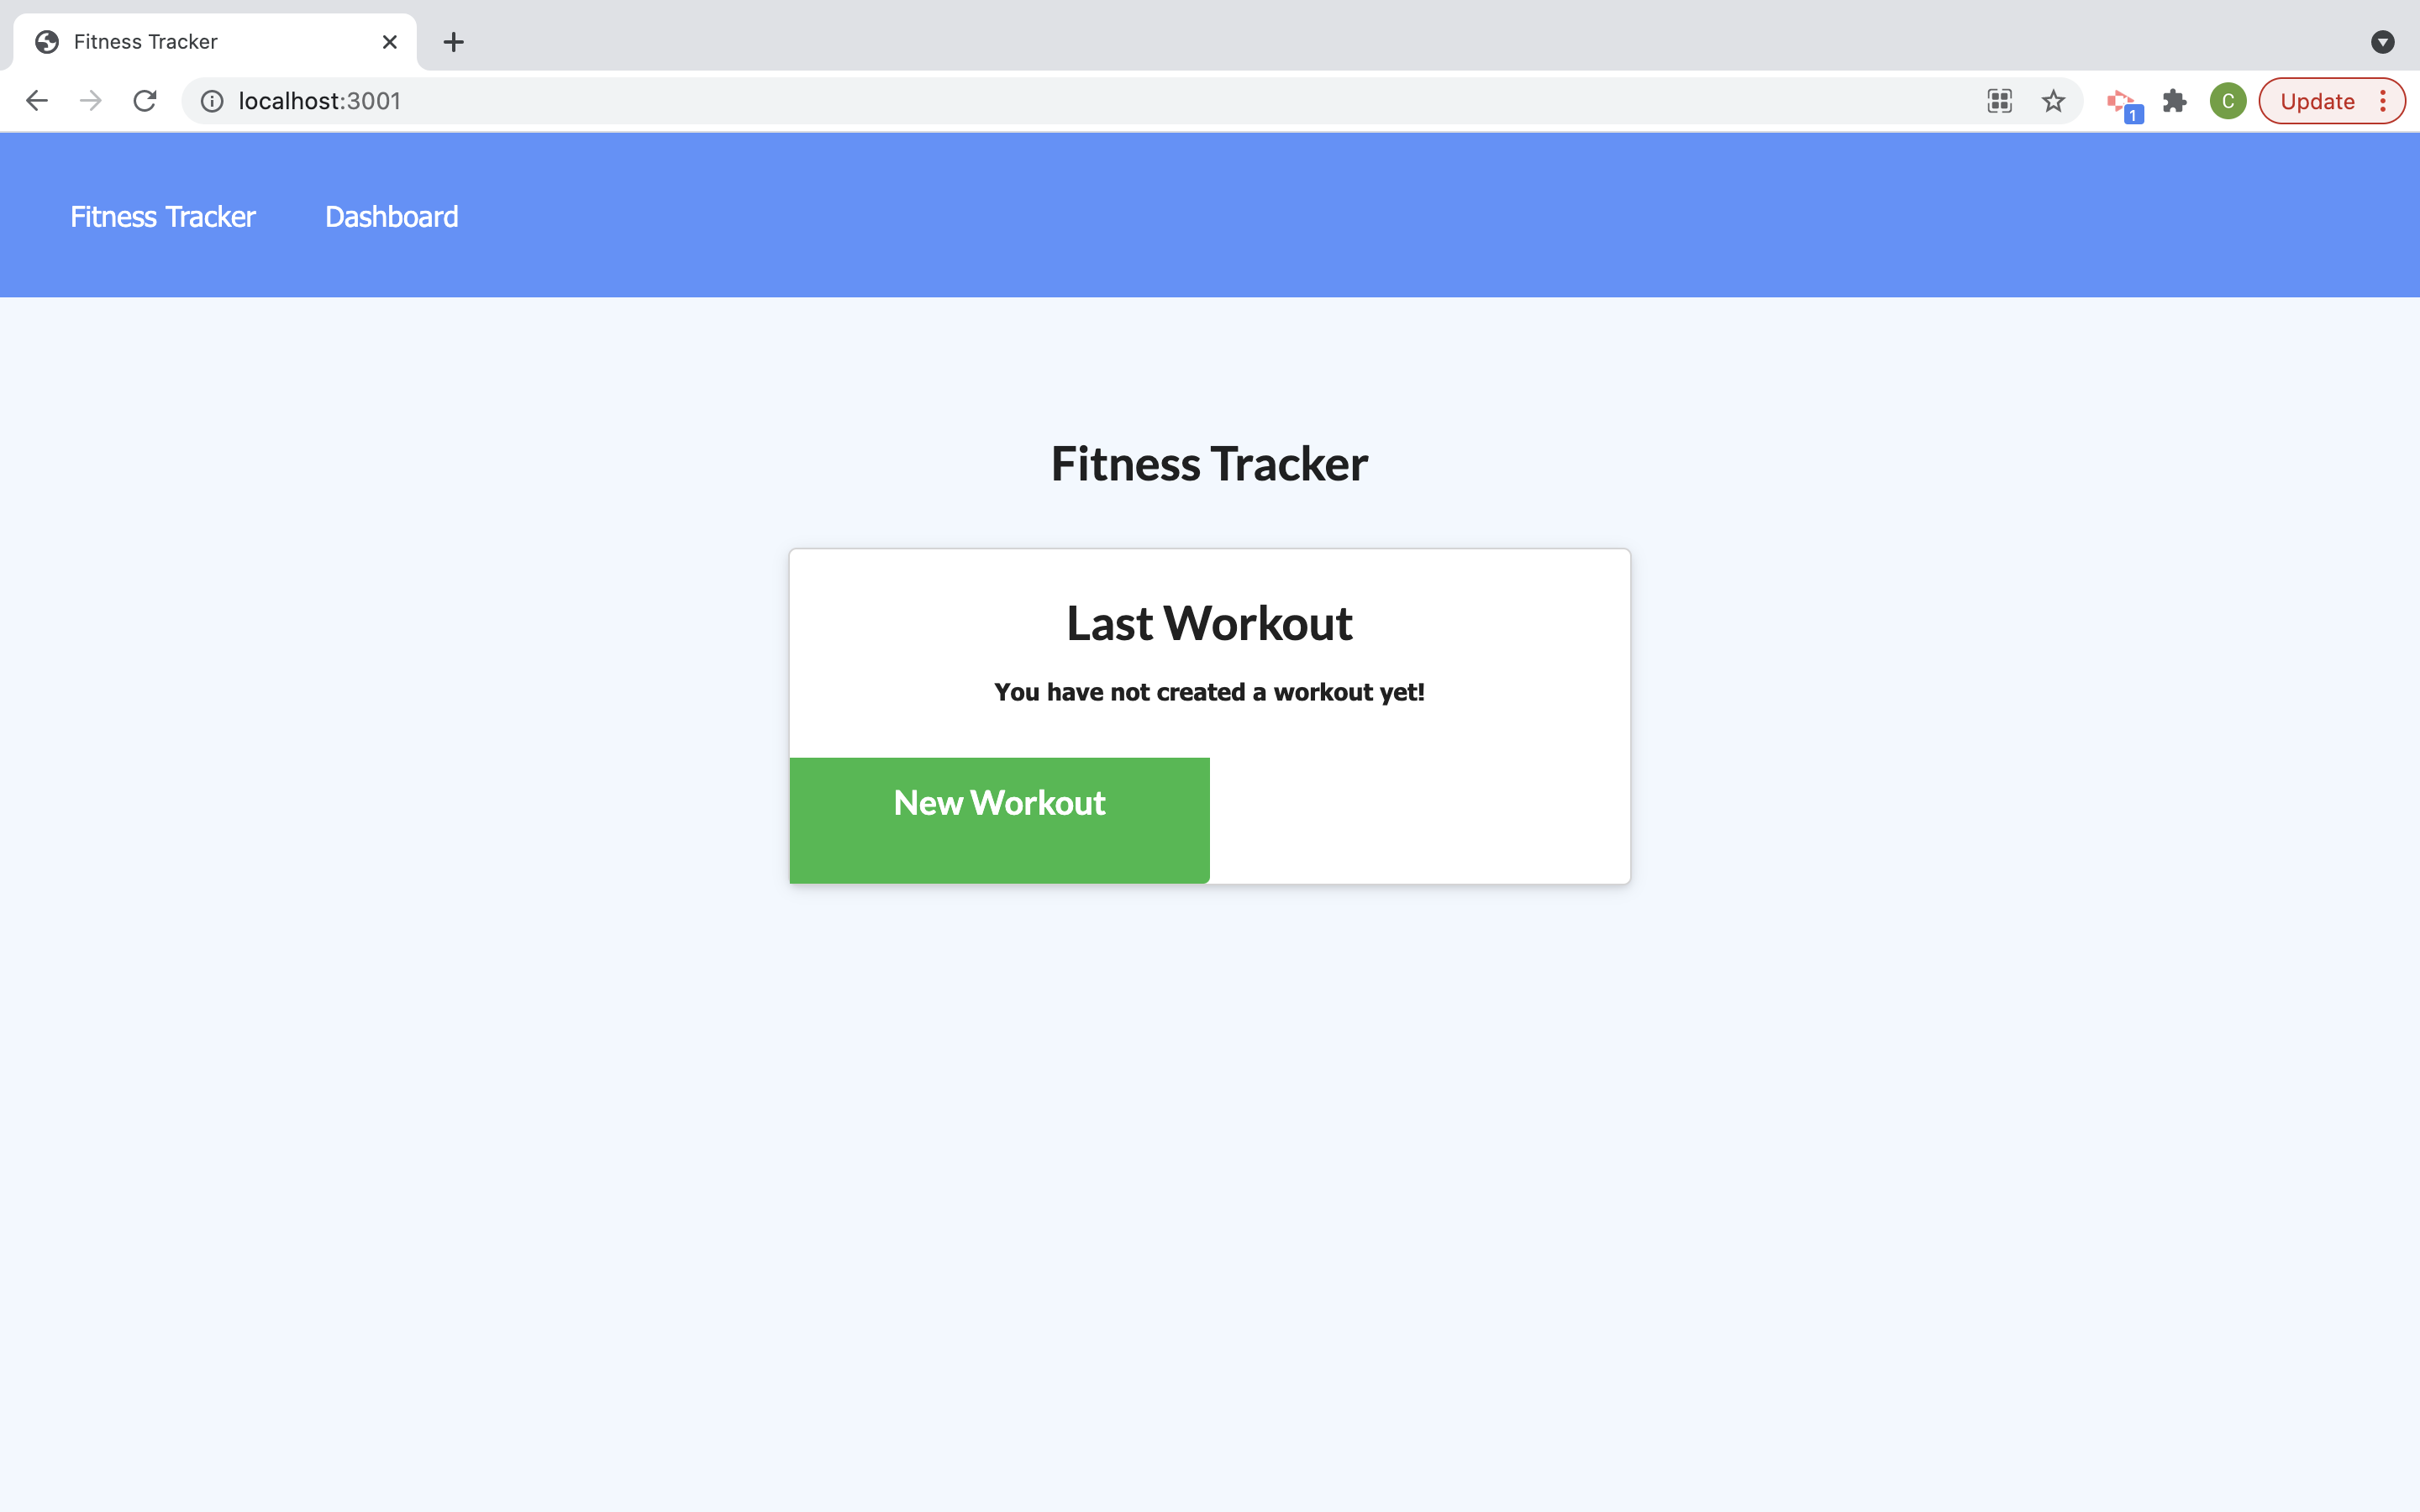 Fitness Tracker
localhost:3001
1
C
Update
Fitness Tracker Dashboard
Fitness Tracker
Last Workout
You have not created a workout yet!
New Workout